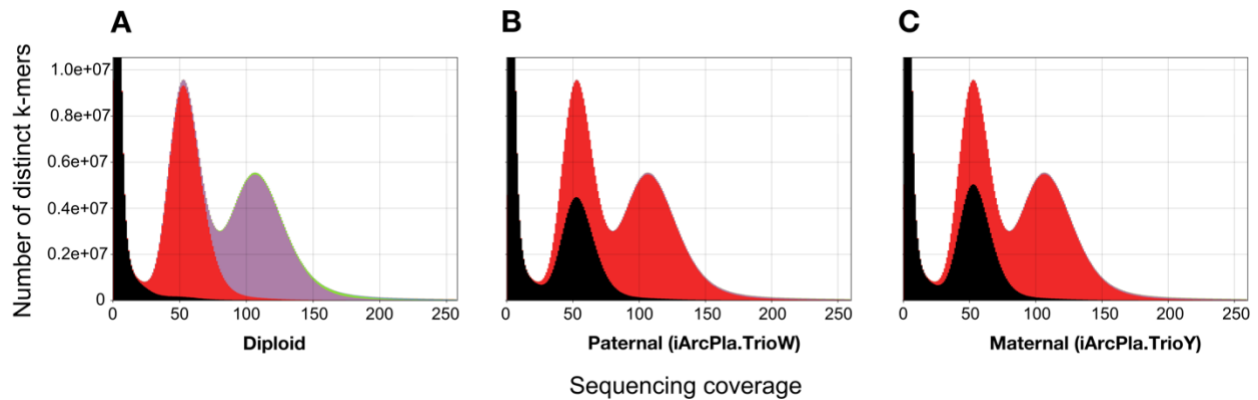 A B C
Number of distinct k-mers
1.0e+07
0.8e+07
0.6e+07
0.4e+07
0.2e+07
0
0 50 100 150 200 250 0 50 100 150 200 250 0 50 100 150 200 250
Diploid Paternal (iArcPla.TrioW) Maternal (iArcPla.TrioY)
Sequencing coverage